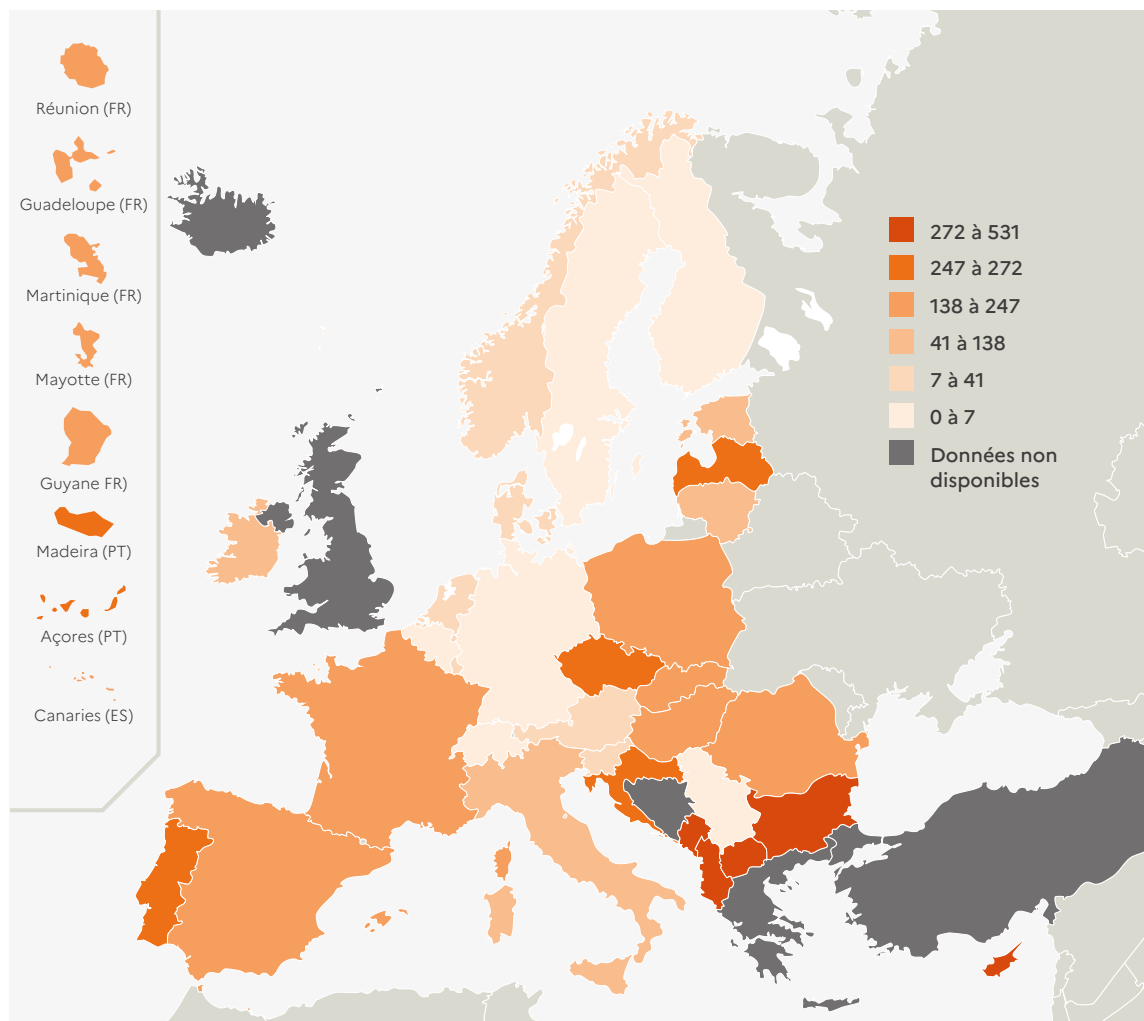 Réunion (FR)
Guadeloupe (FR)
Martinique (FR)
Mayotte (FR)
Guyane FR)
Madeira (PT)
Açores (PT)
Canaries (ES)
272 à 531
247 à 272
138 à 247
41 à 138
7 à 41
0 à 7
Données non
disponibles